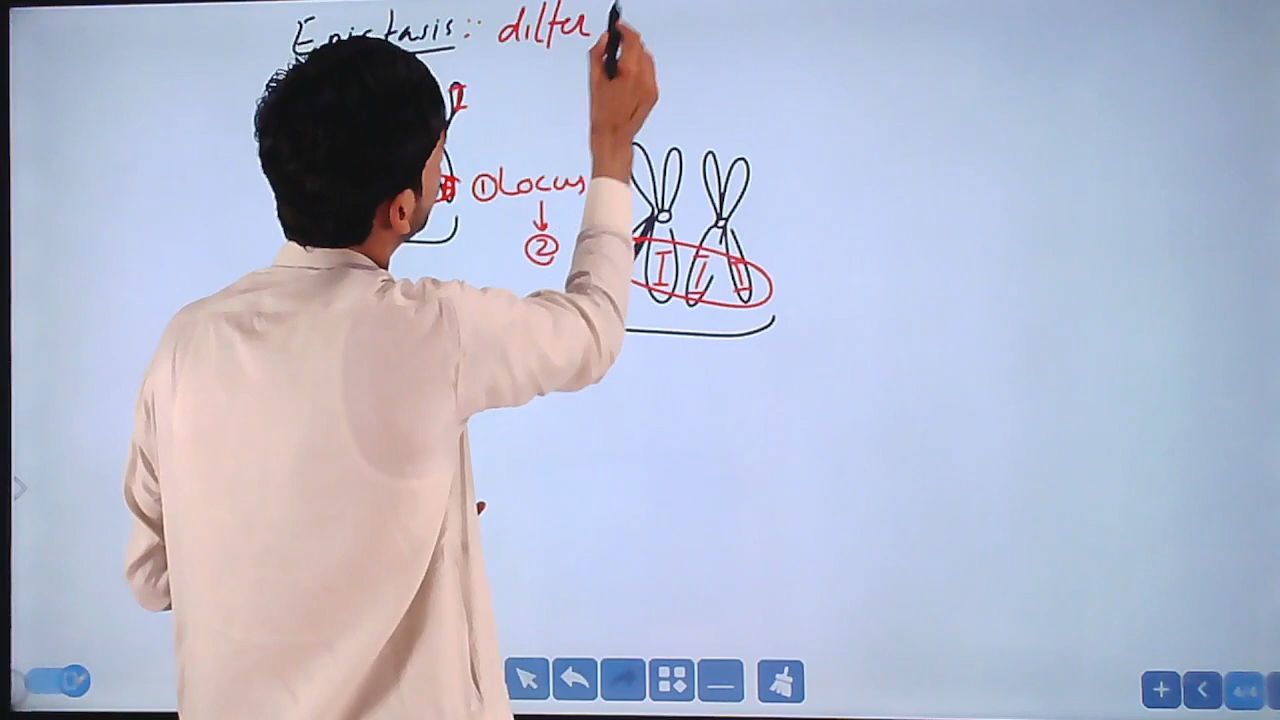 Epistasis:: differ
I
① Locus
②
I I I